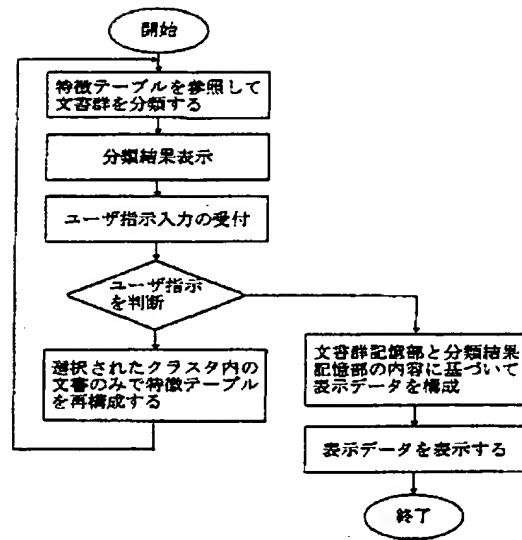 開始
特徴テーブルを参照して
文書群を分類する
分類結果表示
ユーザ指示入力の受付
ユーザ指示
を判断
選択されたクラスタ内の
文書のみで特徴テーブル
を再構成する
文書群記憶部と分類結果
記憶部の内容に基づいて
表示データを構成
表示データを表示する
終了